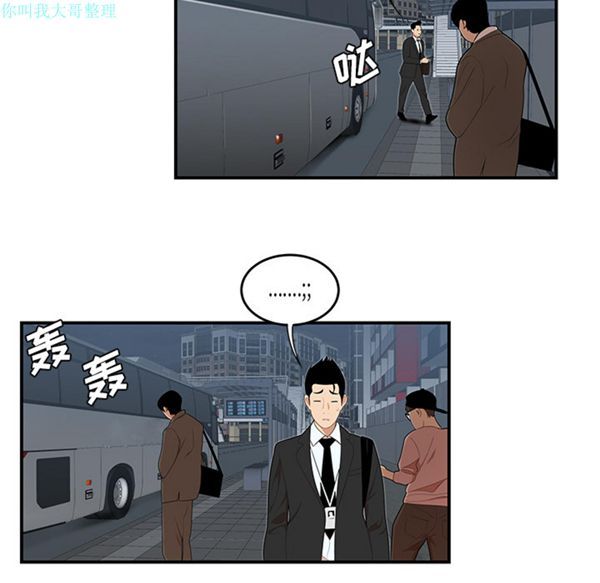 你叫我大哥整理
哒
.......;;
轰
轰